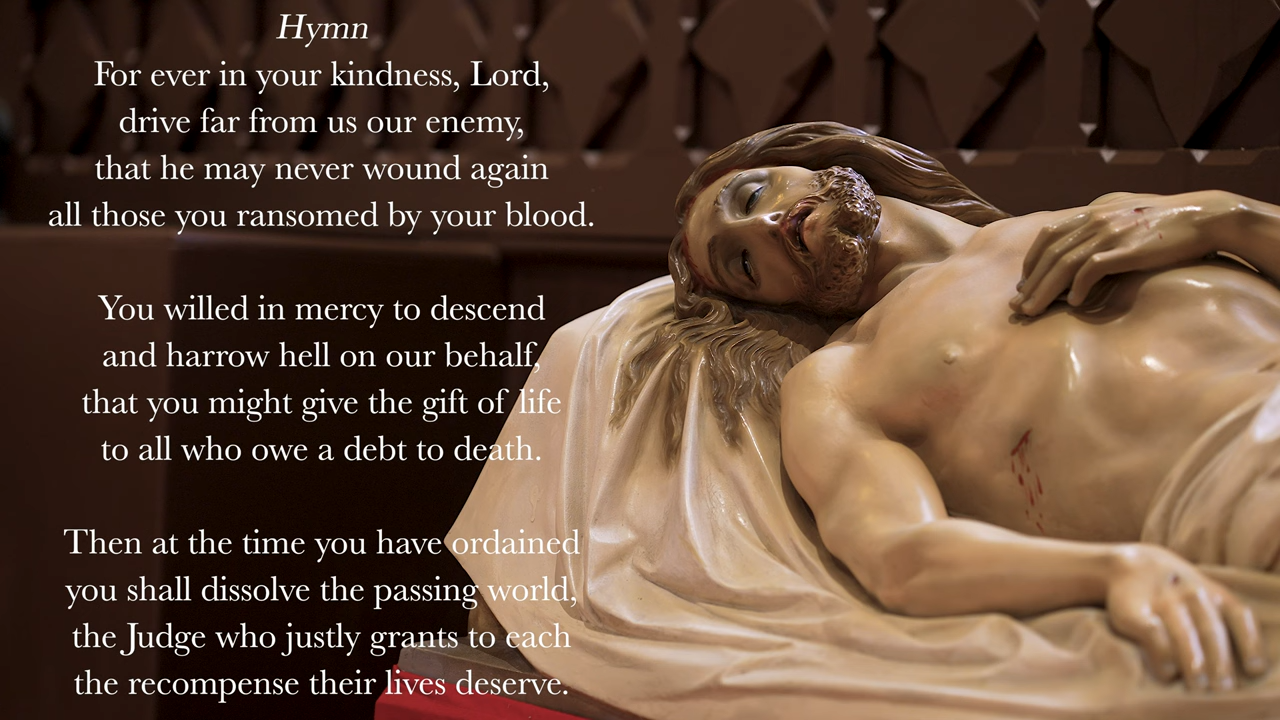 Hymn
For ever in your kindness, Lord,
drive far from us our enemy,
that he may never wound again
all those you ransomed by your blood.
You willed in mercy to descend
and harrow hell on our behalf,
that you might give the gift of life
to all who owe a debt to death.
Then at the time you have ordained
you shall dissolve the passing world,
the Judge who justly grants to each
the recompense their lives deserve.